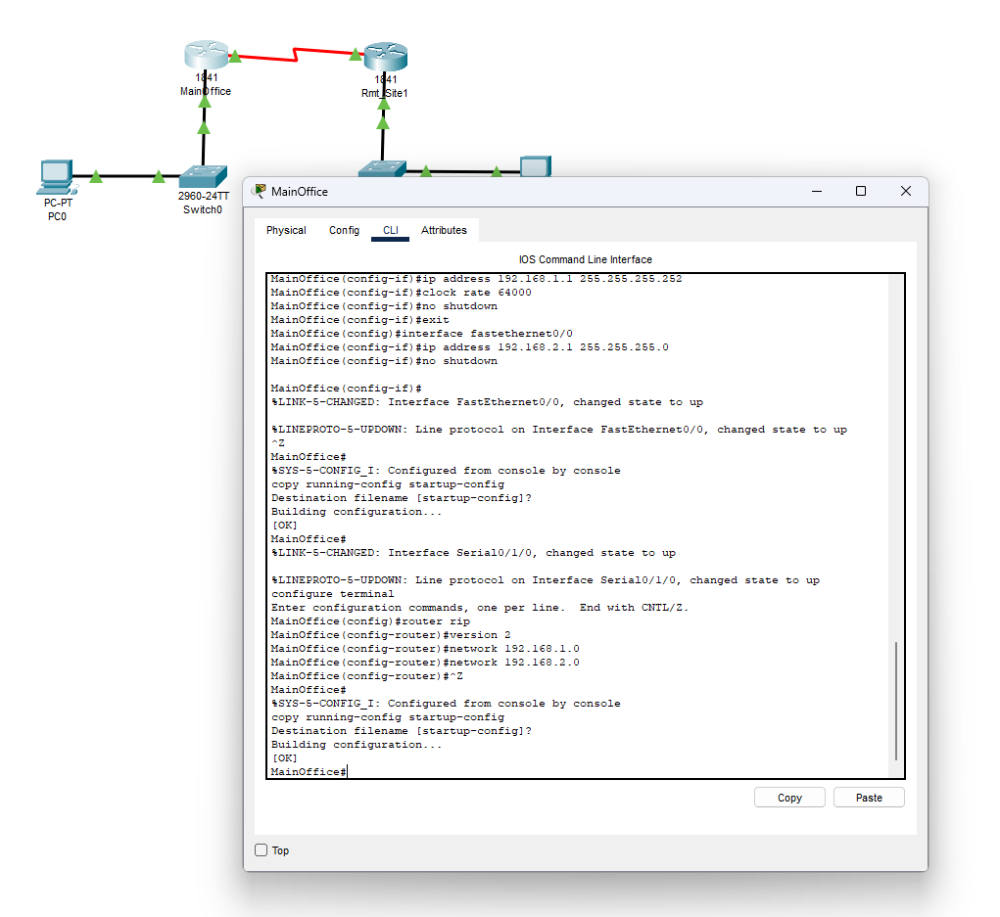 1841
MainOffice
1841
Rmt_Site1
PC-PT
PC0
2960-24TT
Switch0
MainOffice
Physical Config CLI Attributes
IOS Command Line Interface
MainOffice(config-if)#ip address 192.168.1.1 255.255.255.252
MainOffice(config-if)#clock rate 64000
MainOffice(config-if)#no shutdown
MainOffice(config-if)#exit
MainOffice(config)#interface fastethernet0/0
MainOffice(config-if)#ip address 192.168.2.1 255.255.255.0
MainOffice(config-if)#no shutdown
MainOffice(config-if)#
%LINK-5-CHANGED: Interface FastEthernet0/0, changed state to up
%LINEPROTO-5-UPDOWN: Line protocol on Interface FastEthernet0/0, changed state to up
^Z
MainOffice#
%SYS-5-CONFIG_I: Configured from console by console
copy running-config startup-config
Destination filename [startup-config]?
Building configuration...
[OK]
MainOffice#
%LINK-5-CHANGED: Interface Serial0/1/0, changed state to up
%LINEPROTO-5-UPDOWN: Line protocol on Interface Serial0/1/0, changed state to up
configure terminal
Enter configuration commands, one per line.  End with CNTL/Z.
MainOffice(config)#router rip
MainOffice(config-router)#version 2
MainOffice(config-router)#network 192.168.1.0
MainOffice(config-router)#network 192.168.2.0
MainOffice(config-router)#^Z
MainOffice#
%SYS-5-CONFIG_I: Configured from console by console
copy running-config startup-config
Destination filename [startup-config]?
Building configuration...
[OK]
MainOffice#
Copy Paste
Top